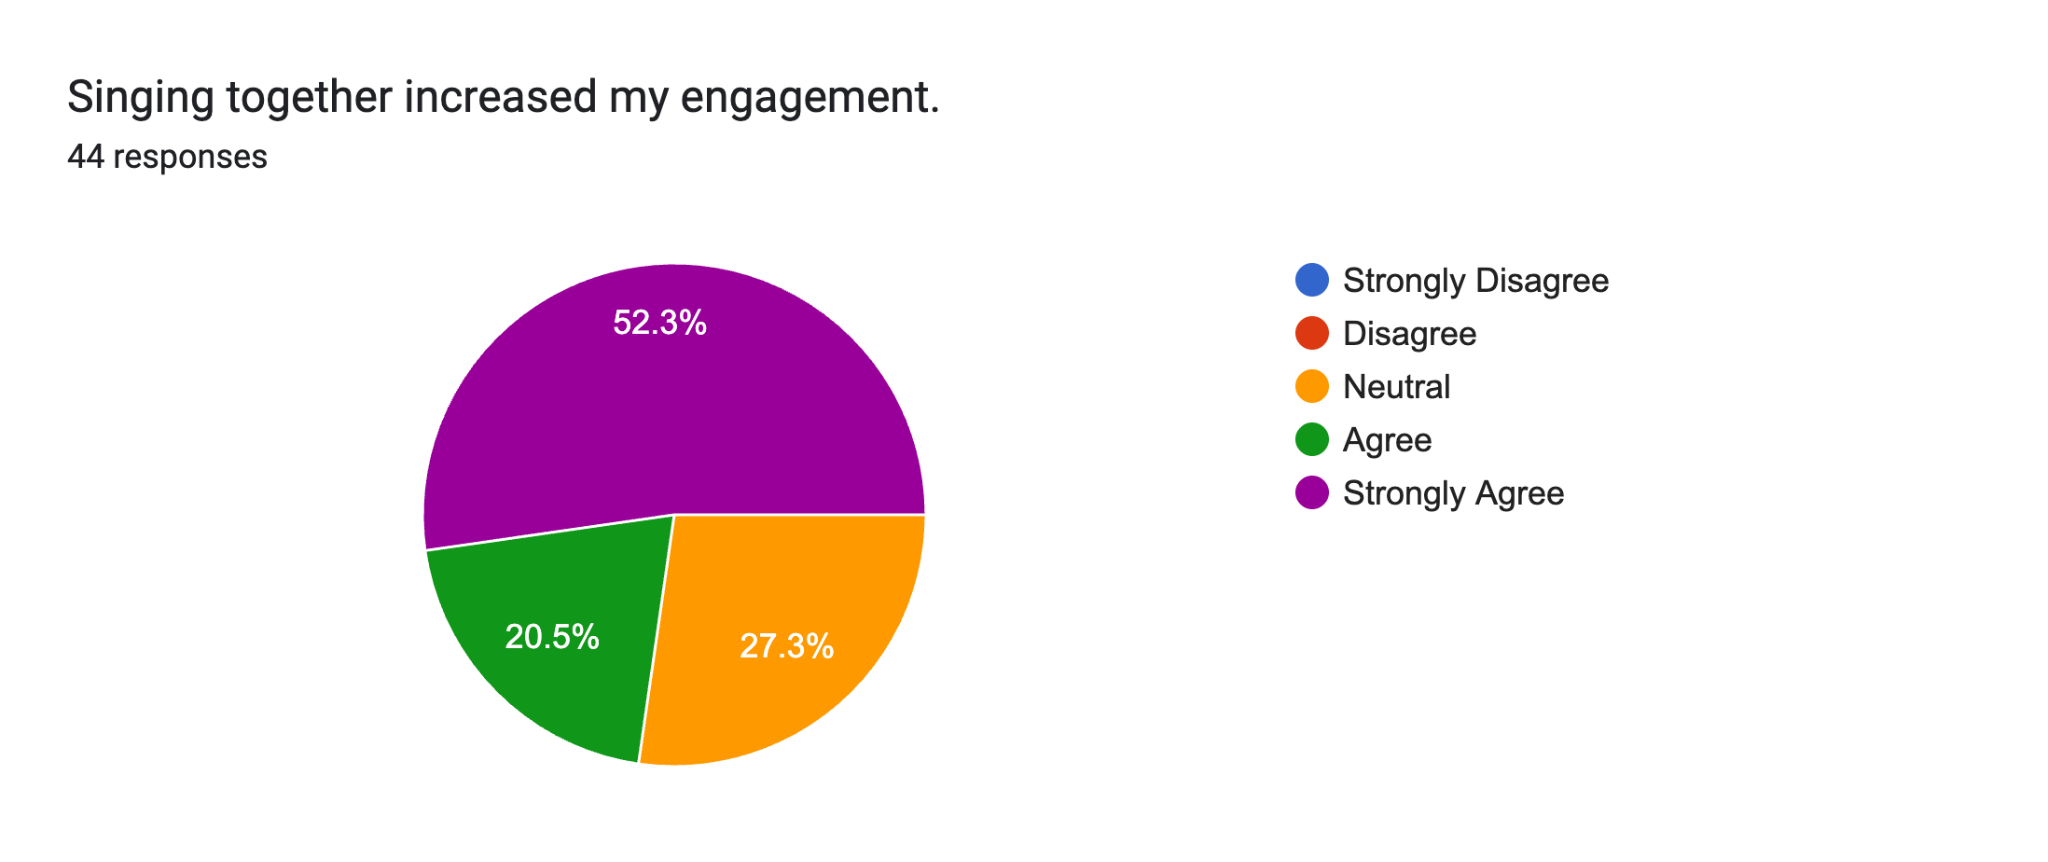 Singing together increased my engagement.
44 responses
52.3%
20.5%
27.3%
Strongly Disagree
Disagree
Neutral
Agree
Strongly Agree